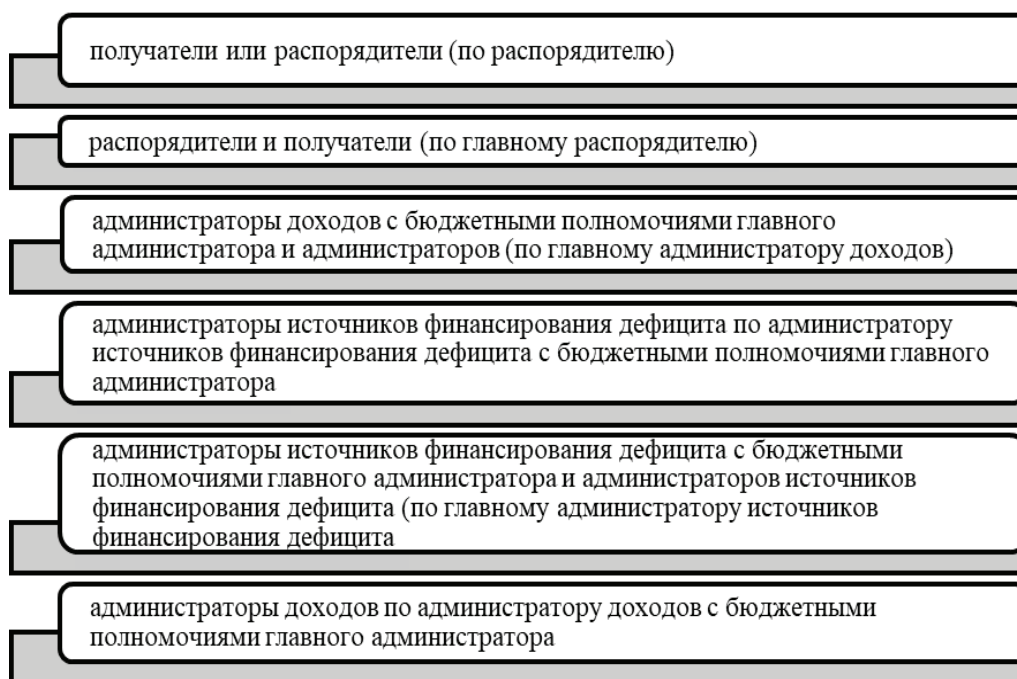 получатели или распорядители (по распорядителю)
распорядители и получатели (по главному распорядителю)
администраторы доходов с бюджетными полномочиями главного
администратора и администраторов (по главному администратору доходов)
администраторы источников финансирования дефицита по администратору
источников финансирования дефицита с бюджетными полномочиями главного
администратора
администраторы источников финансирования дефицита с бюджетными
полномочиями главного администратора и администраторов источников
финансирования дефицита (по главному администратору источников
финансирования дефицита
администраторы доходов по администратору доходов с бюджетными
полномочиями главного администратора